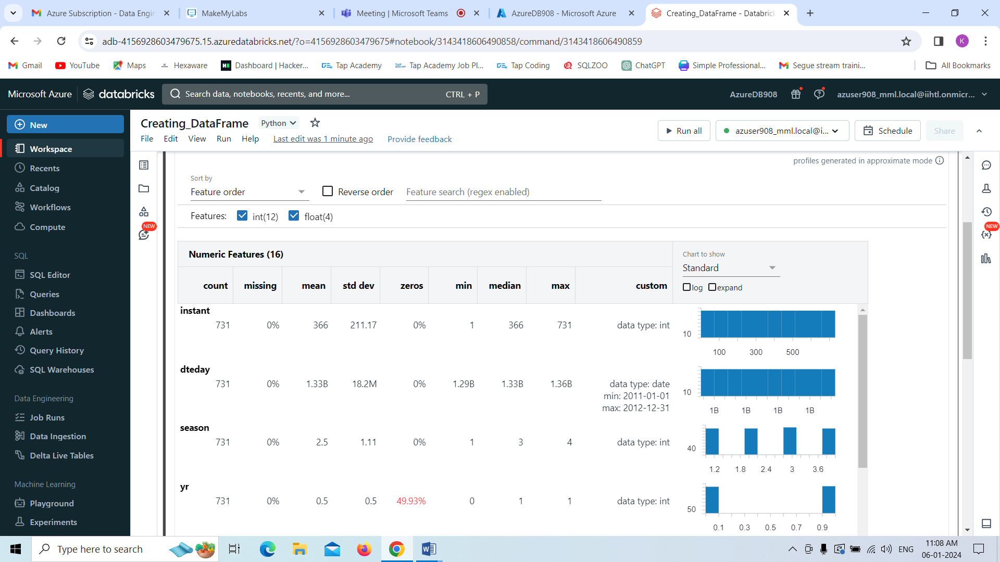 Azure Subscription - Data Engin
MakeMyLabs
Meeting | Microsoft Teams
AzureDB908 - Microsoft Azure
Creating_DataFrame - Databrick
adb-4156928603479675.15.azuredatabricks.net/?o=4156928603479675#notebook/3143418606490858/command/3143418606490859
K
Gmail
YouTube
Maps
Hexaware
Dashboard | Hacker...
Tap Academy
Tap Academy Job Pl...
Tap Coding
SQLZOO
ChatGPT
Simple Professional...
Segue stream traini...
All Bookmarks
Microsoft Azure
databricks
Search data, notebooks, recents, and more...
CTRL + P
AzureDB908
azuser908_mml.local@iihtl.onmicr...
New
Workspace
Recents
Catalog
Workflows
Compute
SQL
SQL Editor
Queries
Dashboards
Alerts
Query History
SQL Warehouses
Data Engineering
Job Runs
Data Ingestion
Delta Live Tables
Machine Learning
Playground
Experiments
Creating_DataFrame
Python
File Edit View Run Help Last edit was 1 minute ago Provide feedback
Run all
azuser908_mml.local@i...
Schedule
Share
NEW
NEW
profiles generated in approximate mode
Sort by
Feature order
Reverse order
Feature search (regex enabled)
Features: int(12) float(4)
Numeric Features (16)
Chart to show
Standard
log expand
count missing mean std dev zeros min median max custom
instant
731 0% 366 211.17 0% 1 366 731 data type: int
10
100 300 500
dteday
731 0% 1.33B 18.2M 0% 1.29B 1.33B 1.36B data type: date
min: 2011-01-01
max: 2012-12-31
10
1B 1B 1B 1B
season
731 0% 2.5 1.11 0% 1 3 4 data type: int
40
1.2 1.8 2.4 3 3.6
yr
731 0% 0.5 0.5 49.93% 0 1 1 data type: int
50
0.1 0.3 0.5 0.7 0.9
Type here to search
ENG
11:08 AM
06-01-2024